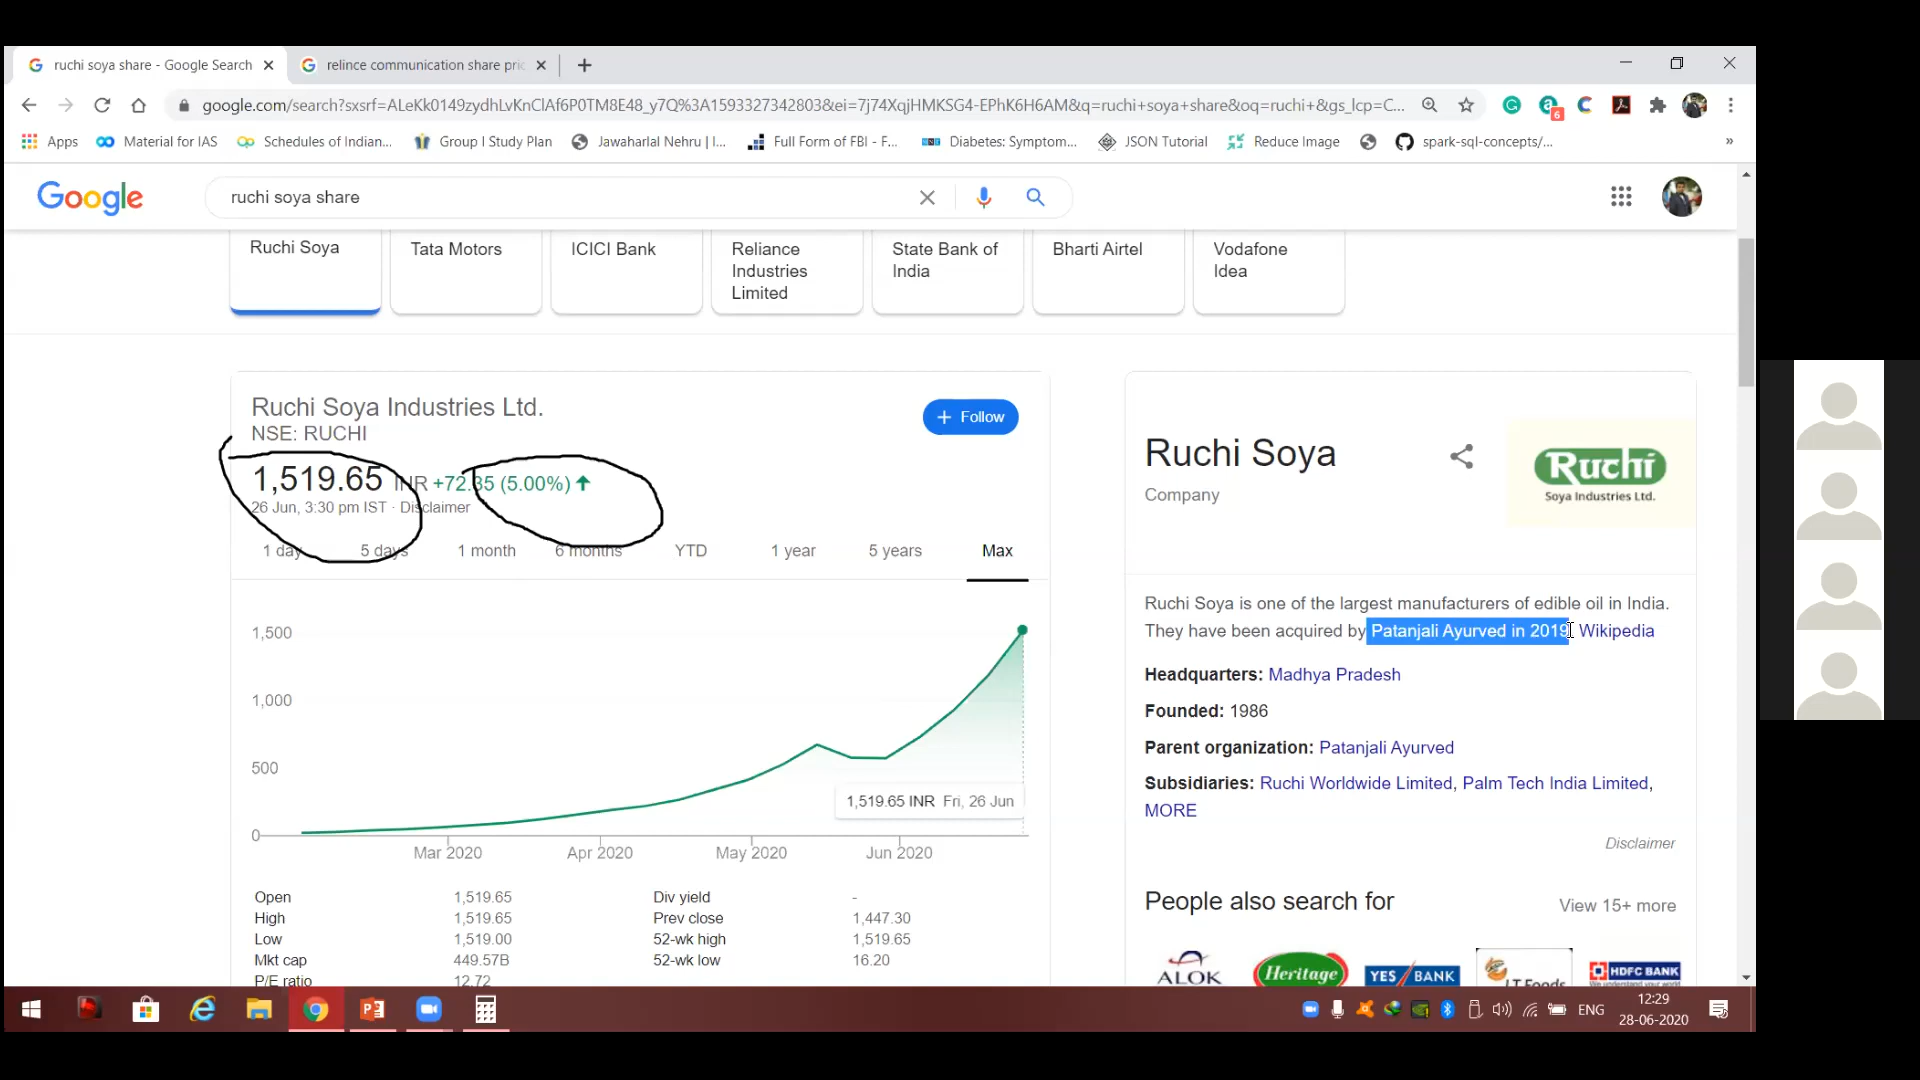 ruchi soya share - Google Search
relince communication share pric
google.com/search?sxsrf=ALeKk0149zydhLvKnClAf6P0TM8E48_y7Q%3A1593327342803&ei=7j74XqjHMKSG4-EPhK6H6AM&q=ruchi+soya+share&oq=ruchi+&gs_lcp=C...
6
Apps
Material for IAS
Schedules of Indian...
Group I Study Plan
Jawaharlal Nehru | I...
Full Form of FBI - F...
Diabetes: Symptom...
JSON Tutorial
Reduce Image
spark-sql-concepts/...
»
Google
ruchi soya share
Ruchi Soya
Tata Motors
ICICI Bank
Reliance
Industries
Limited
State Bank of
India
Bharti Airtel
Vodafone
Idea
Ruchi Soya Industries Ltd.
NSE: RUCHI
+ Follow
1,519.65 INR +72.35 (5.00%)
26 Jun, 3:30 pm IST · Disclaimer
1 day 5 days 1 month 6 months YTD 1 year 5 years Max
1,500
1,000
500
0
1,519.65 INR Fri, 26 Jun
Mar 2020 Apr 2020 May 2020 Jun 2020
Open 1,519.65 Div yield -
High 1,519.65 Prev close 1,447.30
Low 1,519.00 52-wk high 1,519.65
Mkt cap 449.57B 52-wk low 16.20
P/E ratio 12.72
Ruchi Soya
Company
Ruchi
Soya Industries Ltd.
Ruchi Soya is one of the largest manufacturers of edible oil in India.
They have been acquired by Patanjali Ayurved in 2019 Wikipedia
Headquarters: Madhya Pradesh
Founded: 1986
Parent organization: Patanjali Ayurved
Subsidiaries: Ruchi Worldwide Limited, Palm Tech India Limited,
MORE
Disclaimer
People also search for
View 15+ more
ALOK
Heritage
YES BANK
LT Foods
HDFC BANK
ENG
12:29
28-06-2020